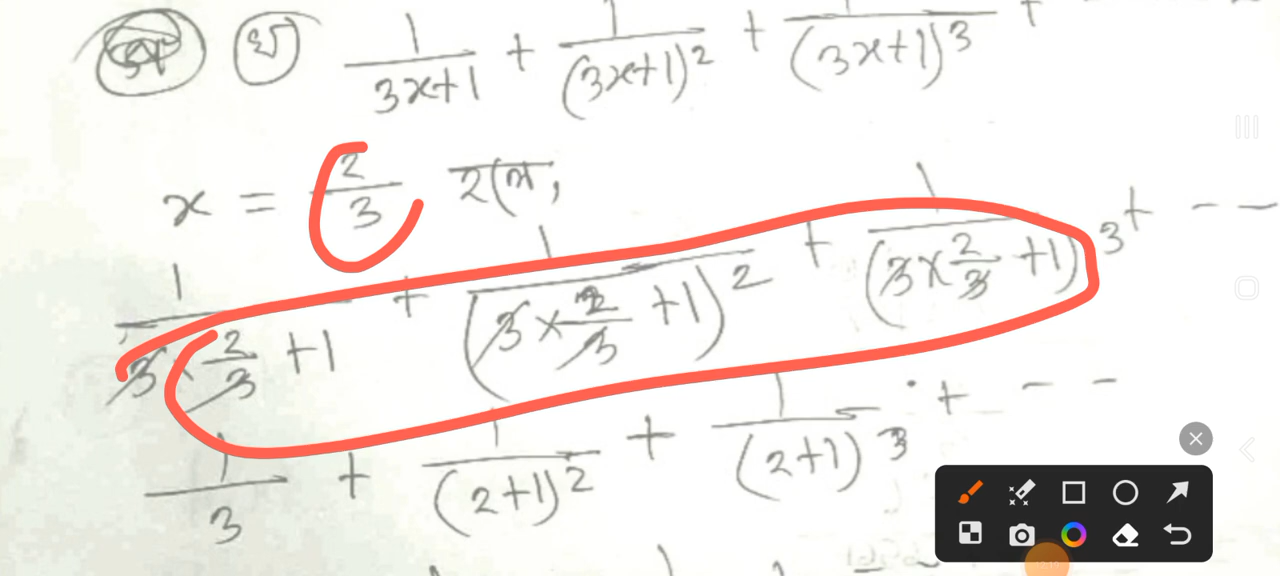 (খ) 1/(3x+1) + 1/(3x+1)² + 1/(3x+1)³ + - - -
x = 2/3 হলে,
1/(3×2/3 +1) + 1/(3×2/3 +1)² + 1/(3×2/3 +1)³ + - -
1/3 + 1/(2+1)² + 1/(2+1)³ + - -